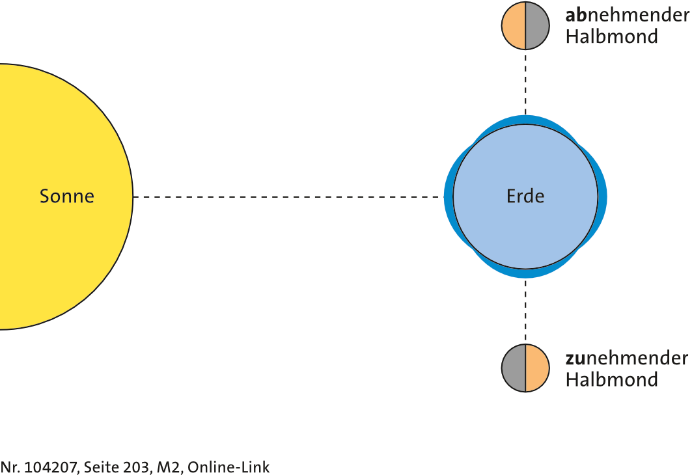 abnehmender
Halbmond
Sonne
Erde
zunehmender
Halbmond
Nr. 104207, Seite 203, M2, Online-Link